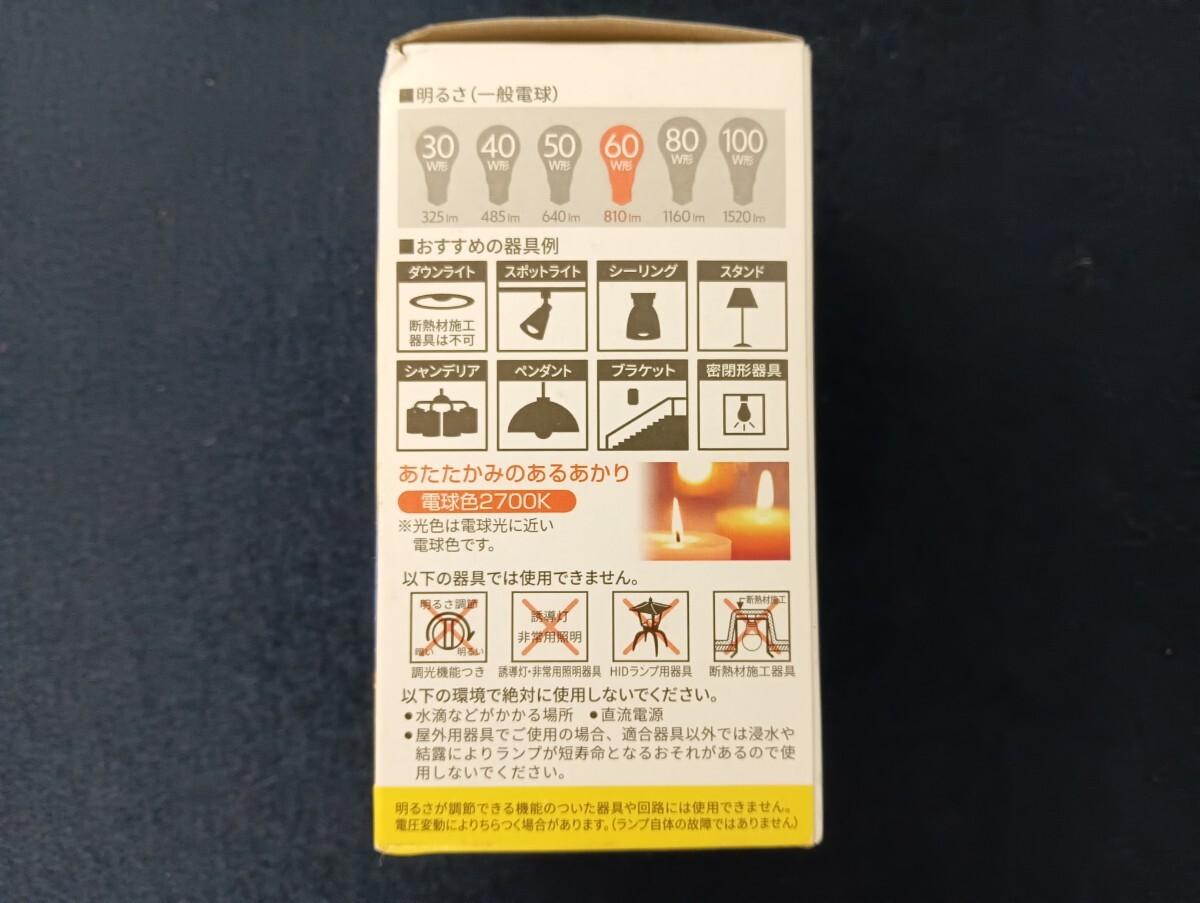 ■明るさ(一般電球)
30 40 50 60 80 100
W形 W形 W形 W形 W形 W形
325lm 485lm 640lm 810lm 1160lm 1520lm
■おすすめの器具例
ダウンライト スポットライト シーリング スタンド
断熱材施工
器具は不可
シャンデリア ペンダント ブラケット 密閉形器具
あたたかみのあるあかり
電球色2700K
※光色は電球光に近い
電球色です。
以下の器具では使用できません。
明るさ調節 誘導灯 断熱材施工
非常用照明
暗い 明るい
調光機能つき 誘導灯・非常用照明器具 HIDランプ用器具 断熱材施工器具
以下の環境で絶対に使用しないでください。
●水滴などがかかる場所 ●直流電源
●屋外用器具でご使用の場合、適合器具以外では浸水や
結露によりランプが短寿命となるおそれがあるので使
用しないでください。
明るさが調節できる機能のついた器具や回路には使用できません。
電圧変動によりちらつく場合があります。(ランプ自体の故障ではありません)